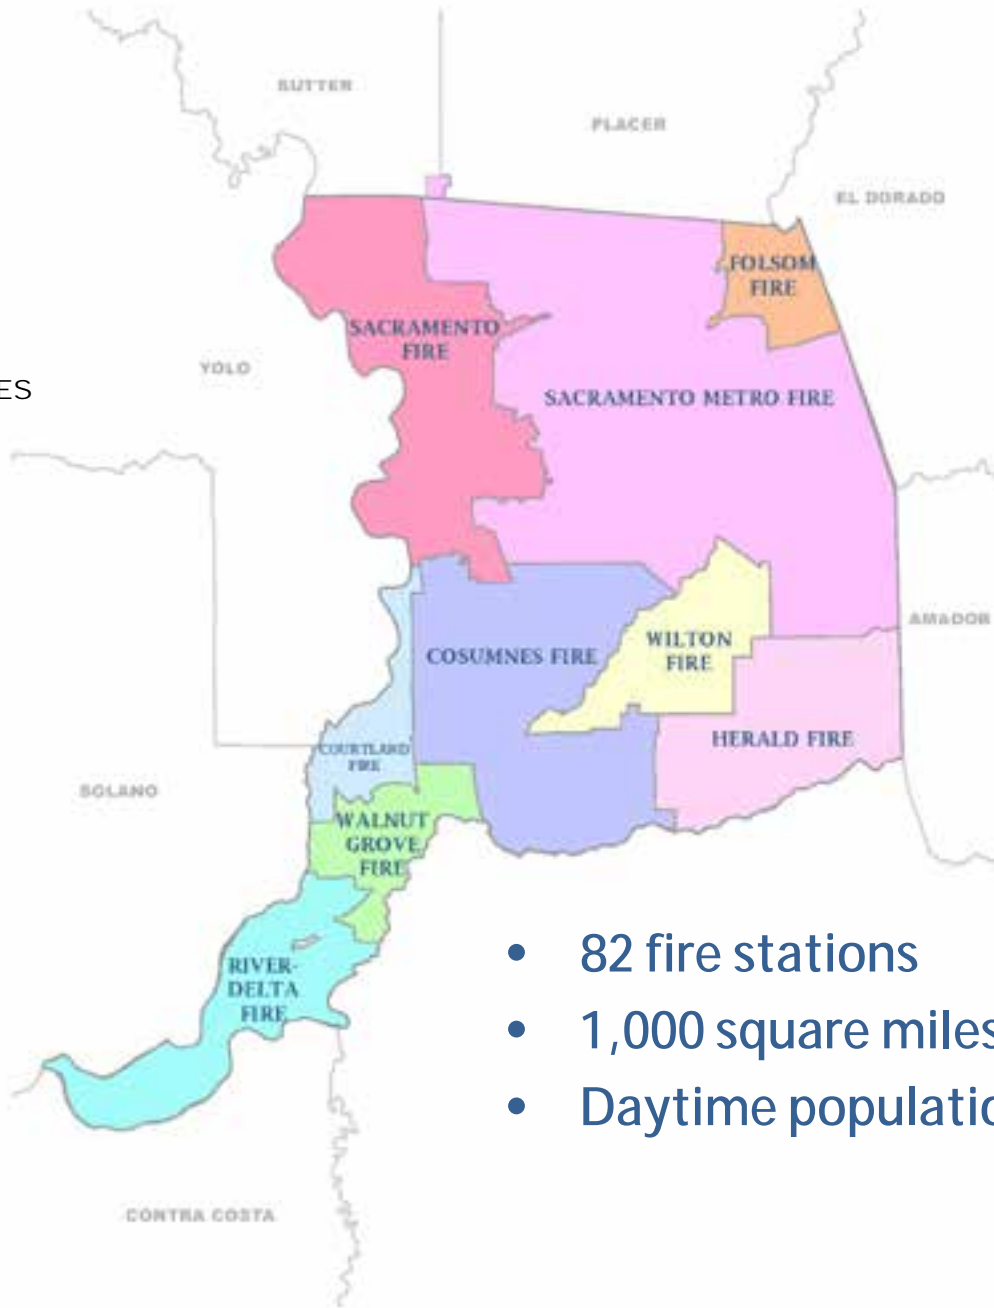 SUTTER
PLACER
EL DORADO
FOLSOM
FIRE
SACRAMENTO
FIRE
YOLO
SACRAMENTO METRO FIRE
ES
AMADOR
WILTON
FIRE
COSUMNES FIRE
HERALD FIRE
COURTLAND
FIRE
SOLANO
WALNUT
GROVE
FIRE
RIVER-
DELTA
FIRE
• 82 fire stations
• 1,000 square miles
• Daytime populatio
CONTRA COSTA